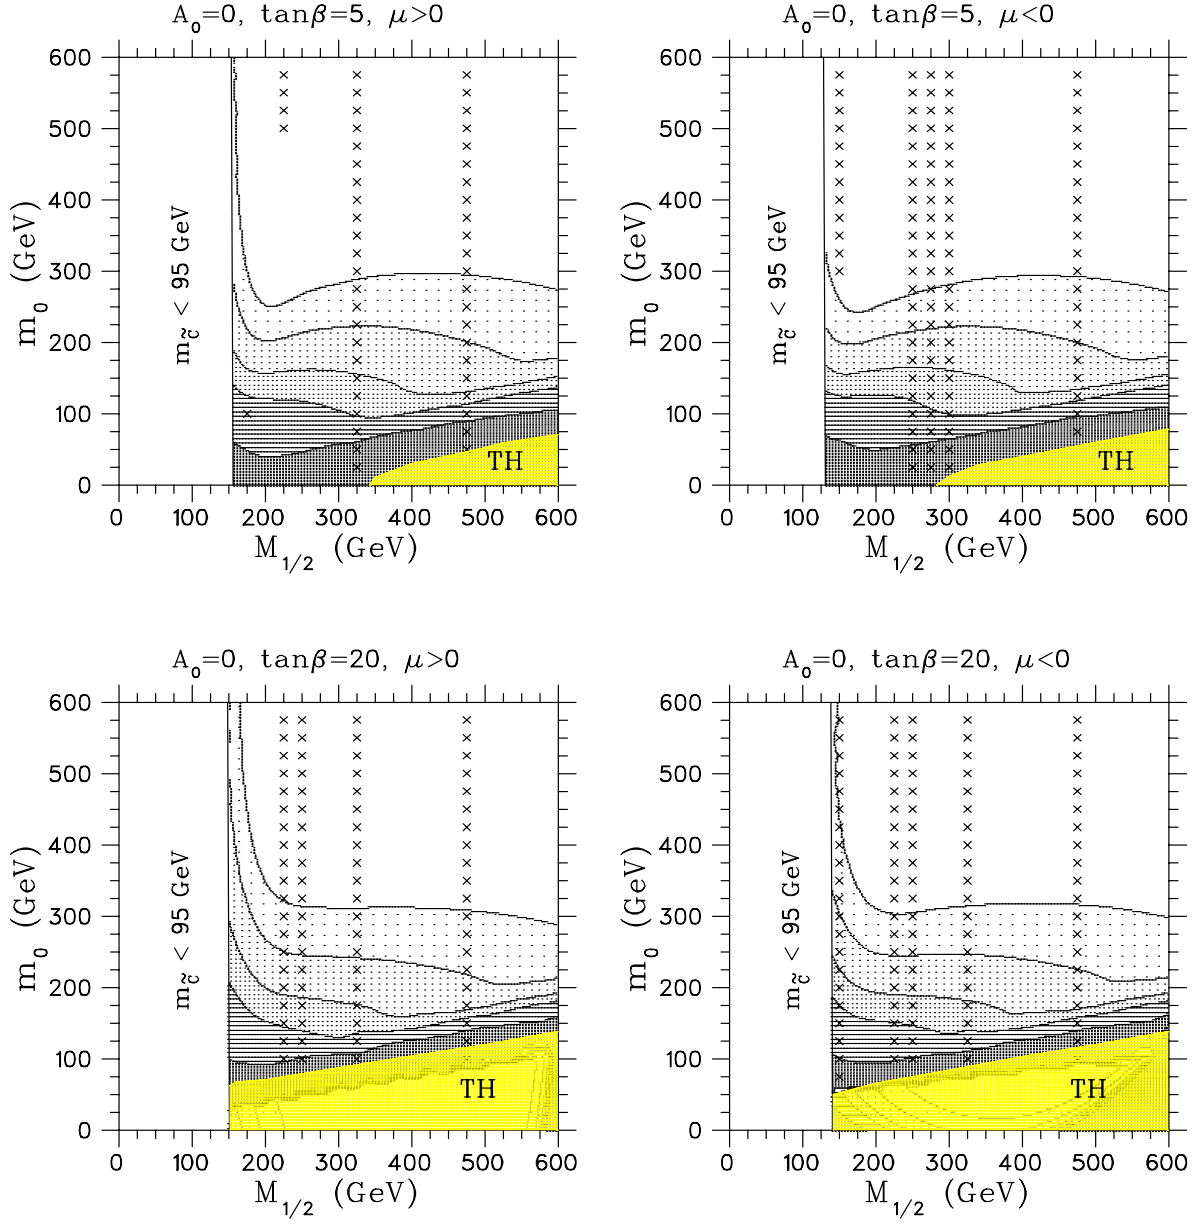 A₀=0, tanβ=5, μ>0
600
500
400
300
200
100
0
m₀ (GeV)
m_c̃ < 95 GeV
TH
0 100 200 300 400 500 600
M₁/₂ (GeV)
A₀=0, tanβ=5, μ<0
600
500
400
300
200
100
0
m₀ (GeV)
m_c̃ < 95 GeV
TH
0 100 200 300 400 500 600
M₁/₂ (GeV)
A₀=0, tanβ=20, μ>0
600
500
400
300
200
100
0
m₀ (GeV)
m_c̃ < 95 GeV
TH
0 100 200 300 400 500 600
M₁/₂ (GeV)
A₀=0, tanβ=20, μ<0
600
500
400
300
200
100
0
m₀ (GeV)
m_c̃ < 95 GeV
TH
0 100 200 300 400 500 600
M₁/₂ (GeV)